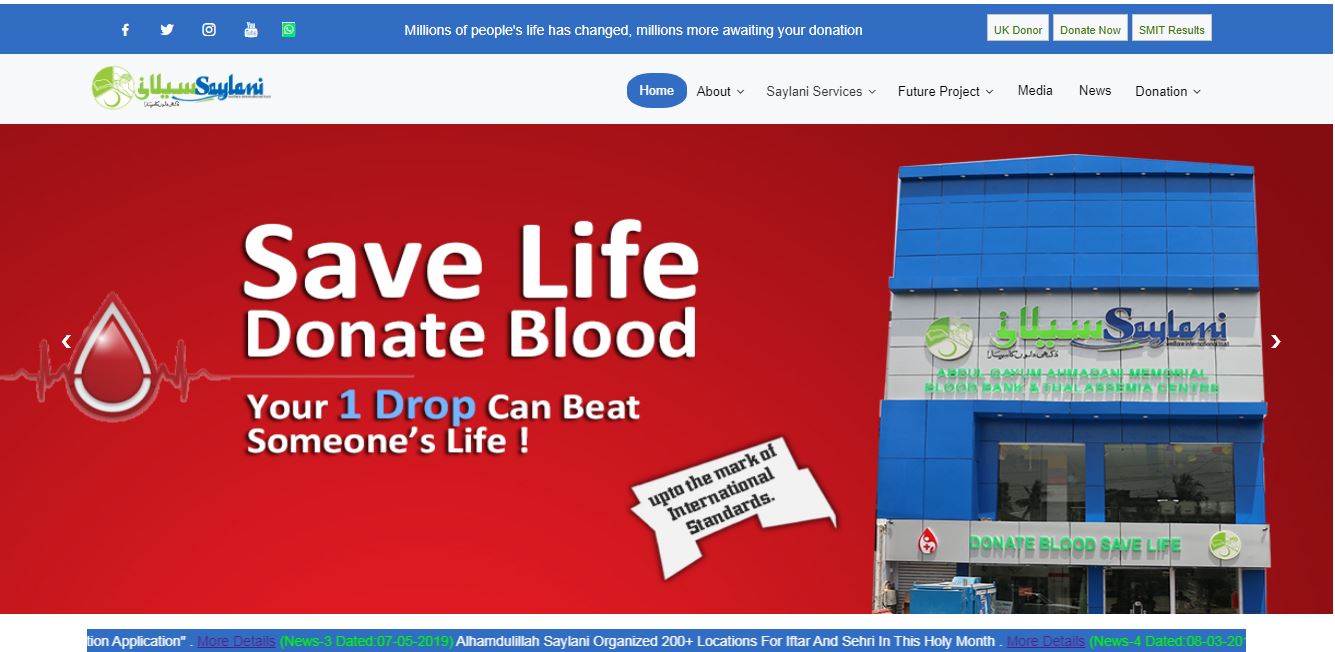 Millions of people's life has changed, millions more awaiting your donation
UK Donor
Donate Now
SMIT Results
سیلانی Saylani
Home
About
Saylani Services
Future Project
Media
News
Donation
Save Life
Donate Blood
Your 1 Drop Can Beat
Someone's Life !
upto the mark of
International
Standards.
سیلانی Saylani
welfare international trust
ABDUL QAYUM AHMADANI MEMORIAL
BLOOD BANK & THALASSEMIA CENTRE
DONATE BLOOD SAVE LIFE
tion Application" . More Details (News-3 Dated:07-05-2019) Alhamdulillah Saylani Organized 200+ Locations For Iftar And Sehri In This Holy Month . More Details (News-4 Dated:08-03-201